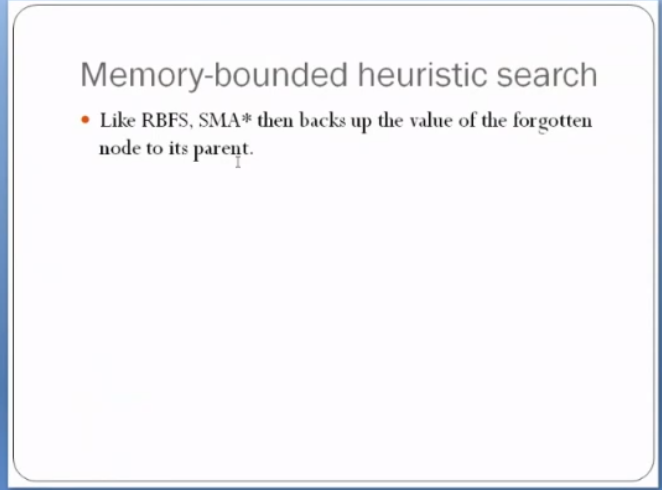 Memory-bounded heuristic search
• Like RBFS, SMA* then backs up the value of the forgotten
node to its parent.